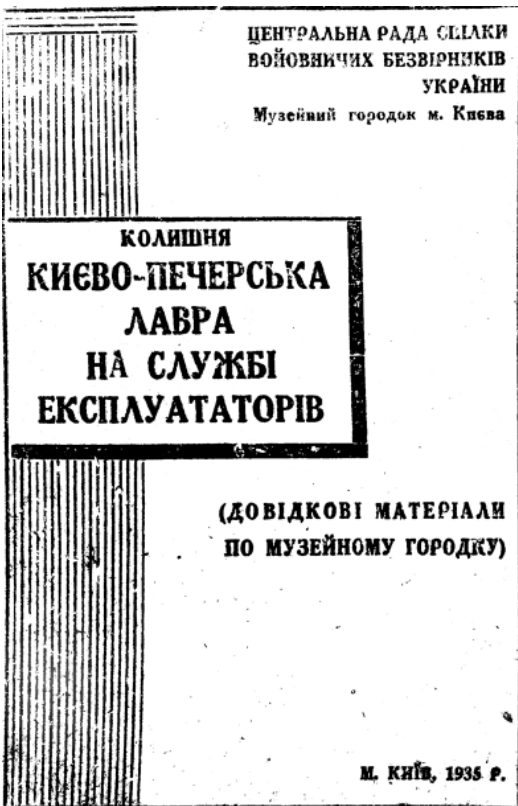 ЦЕНТРАЛЬНА РАДА СПІЛКИ
ВОЙОВНИЧИХ БЕЗВІРНИКІВ
УКРАЇНИ
Музейний городок м. Києва
КОЛИШНЯ
КИЄВО-ПЕЧЕРСЬКА
ЛАВРА
НА СЛУЖБІ
ЕКСПЛУАТАТОРІВ
(ДОВІДКОВІ МАТЕРІАЛИ
ПО МУЗЕЙНОМУ ГОРОДКУ)
М. КИЇВ, 1935 Р.